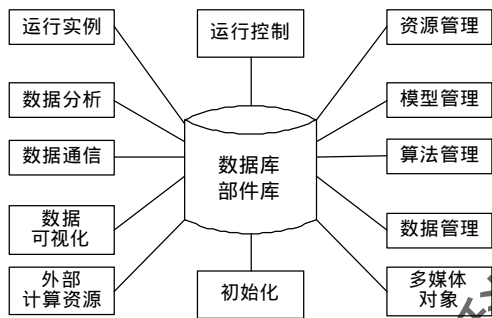 运行实例
运行控制
资源管理
数据分析
模型管理
数据通信
数据库
部件库
算法管理
数据
可视化
数据管理
外部
计算资源
初始化
多媒体
对象